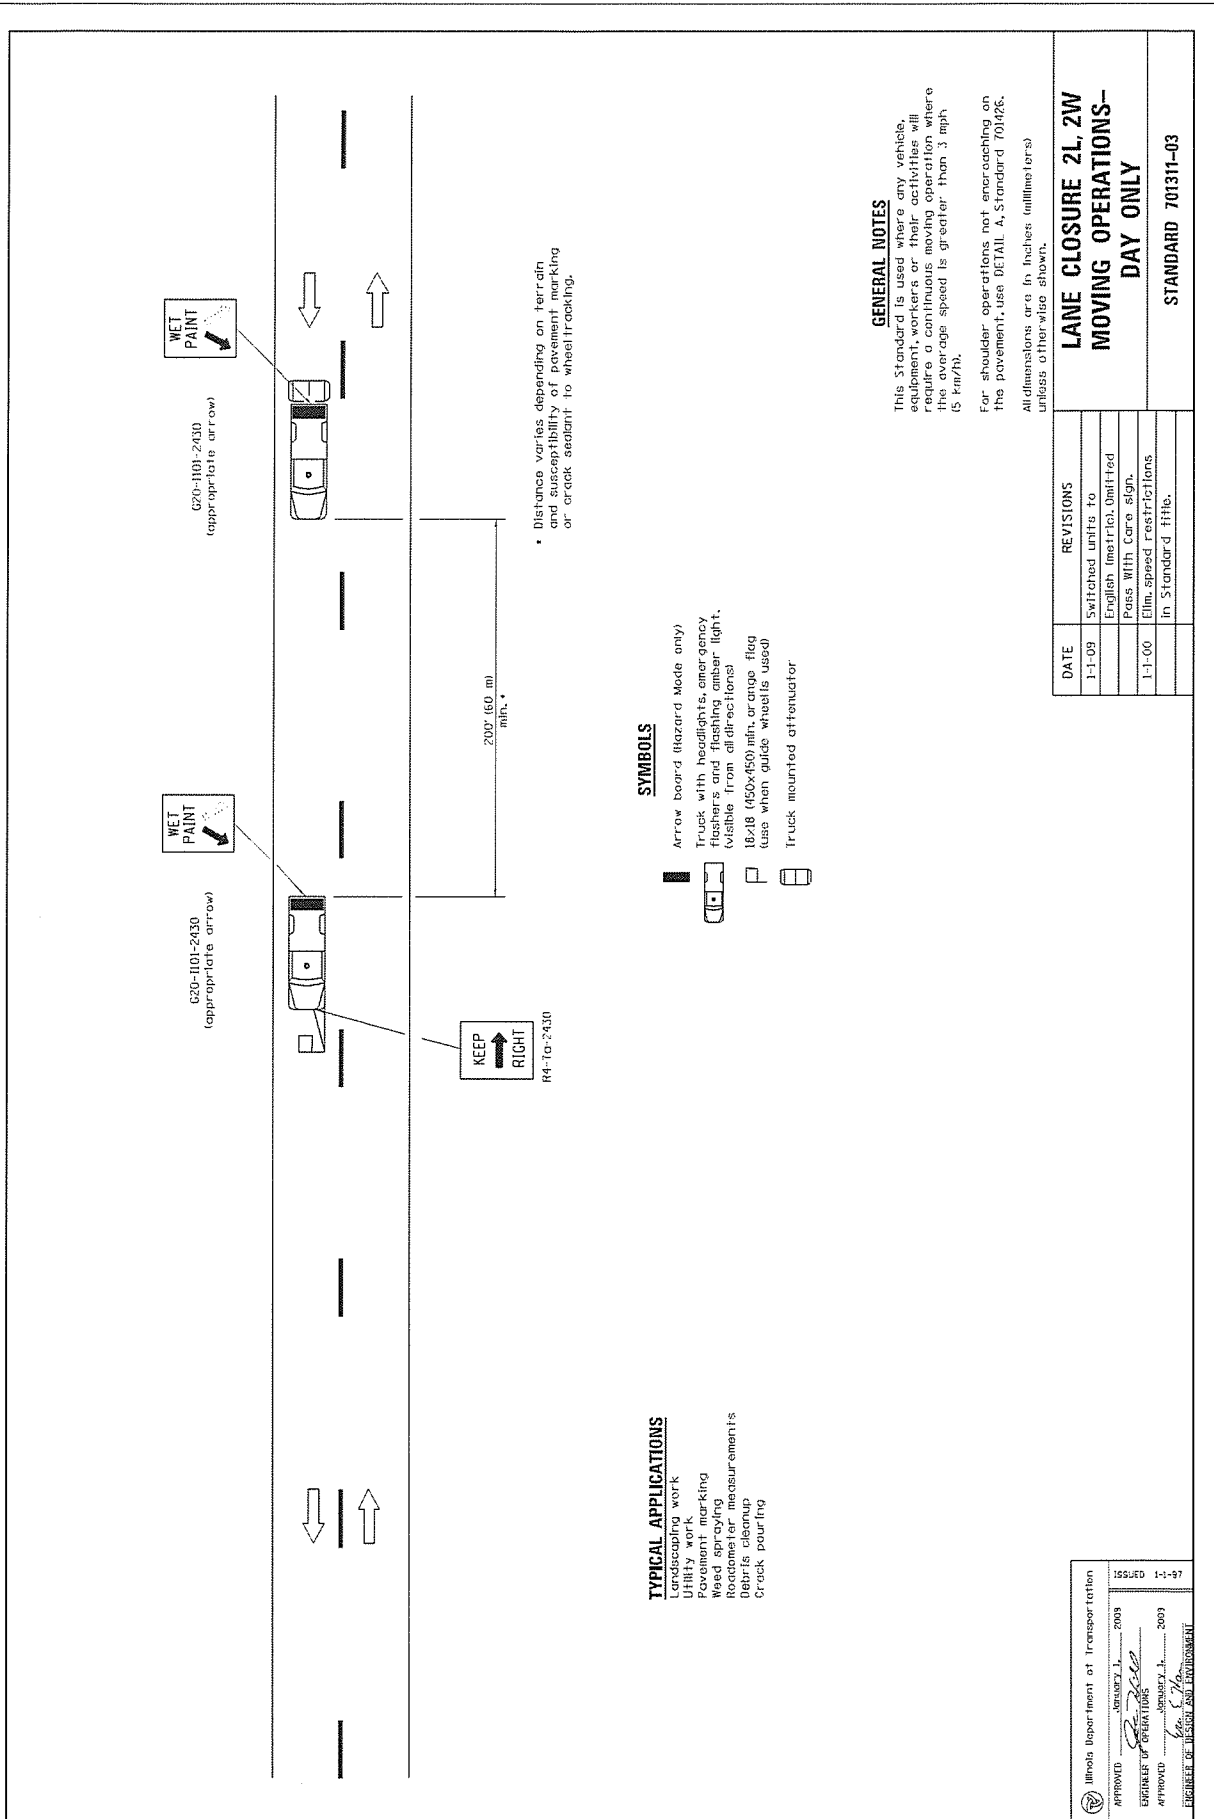 G20-I101-2430
(appropriate arrow)
WET
PAINT
G20-I101-2430
(appropriate arrow)
WET
PAINT
KEEP
RIGHT
R4-7a-2430
200' (60 m)
min. *
* Distance varies depending on terrain
and susceptibility of pavement marking
or crack sealant to wheel tracking.
TYPICAL APPLICATIONS
Landscaping work
Utility work
Pavement marking
Weed spraying
Roadometer measurements
Debris cleanup
Crack pouring
SYMBOLS
Arrow board (Hazard Mode only)
Truck with headlights, emergency
flashers and flashing amber light.
(visible from all directions)
18x18 (450x450) min. orange flag
(use when guide wheel is used)
Truck mounted attenuator
GENERAL NOTES
This Standard is used where any vehicle,
equipment, workers or their activities will
require a continuous moving operation where
the average speed is greater than 3 mph
(5 km/h).
For shoulder operations not encroaching on
the pavement, use DETAIL A, Standard 701426.
All dimensions are in inches (millimeters)
unless otherwise shown.
Illinois Department of Transportation
APPROVED January 1, 2009
ENGINEER OF OPERATIONS
APPROVED January 1, 2009
ENGINEER OF DESIGN AND ENVIRONMENT
ISSUED 1-1-97
DATE REVISIONS
1-1-09 Switched units to
English (metric). Omitted
Pass With Care sign.
1-1-00 Elim. speed restrictions
in Standard title.
LANE CLOSURE 2L, 2W
MOVING OPERATIONS–
DAY ONLY
STANDARD 701311–03